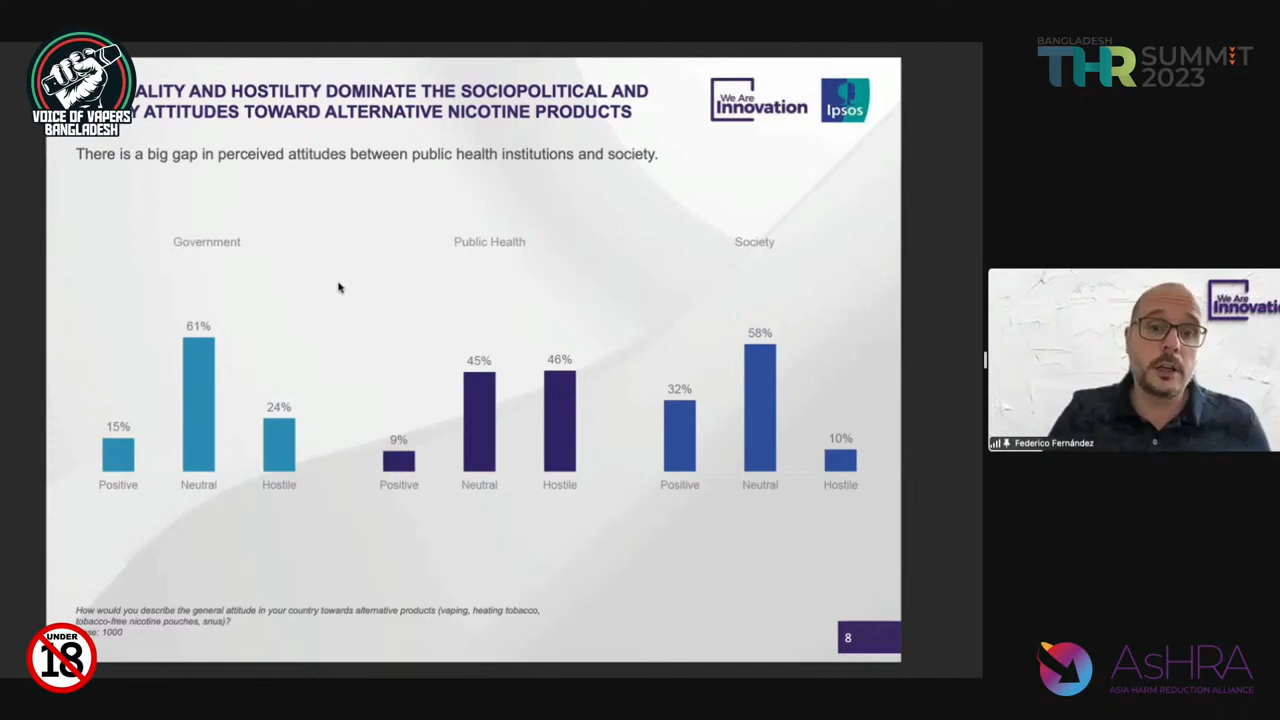 VOICE OF VAPERS
BANGLADESH
ALITY AND HOSTILITY DOMINATE THE SOCIOPOLITICAL AND
Y ATTITUDES TOWARD ALTERNATIVE NICOTINE PRODUCTS
We Are
Innovation
Ipsos
BANGLADESH
THR SUMMIT
2023
There is a big gap in perceived attitudes between public health institutions and society.
Government
Public Health
Society
15%
61%
24%
9%
45%
46%
32%
58%
10%
Positive
Neutral
Hostile
Positive
Neutral
Hostile
Positive
Neutral
Hostile
We Are
Innovati
Federico Fernández
How would you describe the general attitude in your country towards alternative products (vaping, heating tobacco,
tobacco-free nicotine pouches, snus)?
se: 1000
8
UNDER
18
AsHRA
ASIA HARM REDUCTION ALLIANCE